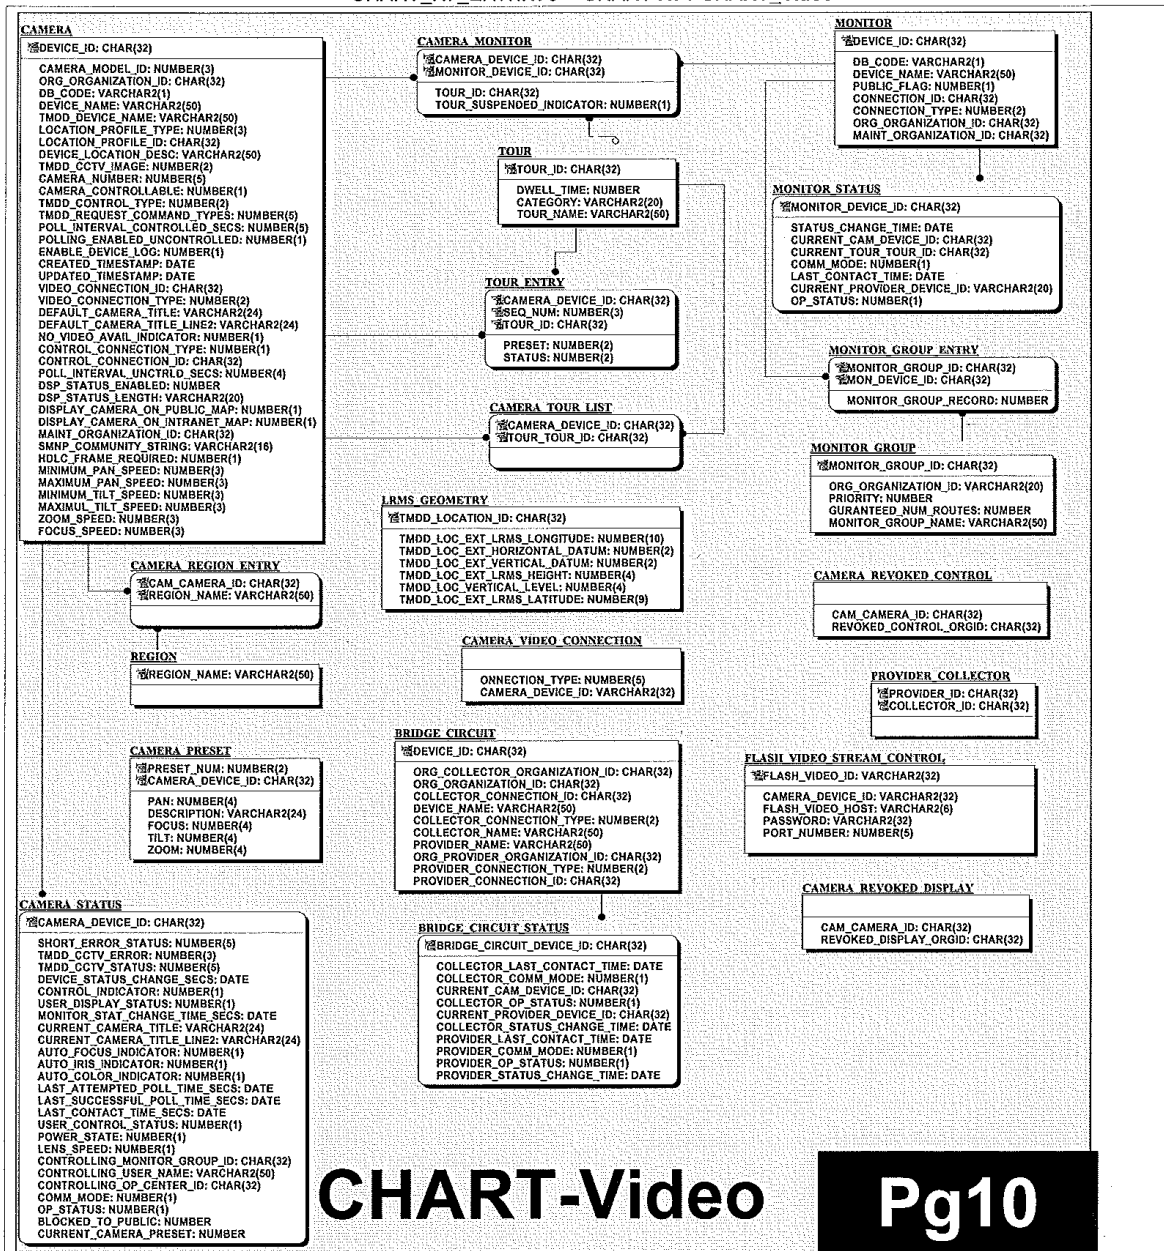 CAMERA
DEVICE_ID: CHAR(32)
CAMERA_MODEL_ID: NUMBER(3)
ORG_ORGANIZATION_ID: CHAR(32)
DB_CODE: VARCHAR2(1)
DEVICE_NAME: VARCHAR2(50)
TMOD_DEVICE_NAME: VARCHAR2(50)
LOCATION_PROFILE_TYPE: NUMBER(3)
LOCATION_PROFILE_ID: CHAR(32)
DEVICE_LOCATION_DESC: VARCHAR2(50)
TMDD_CCTV_IMAGE: NUMBER(2)
CAMERA_NUMBER: NUMBER(5)
CAMERA_CONTROLLABLE: NUMBER(1)
TMDD_CONTROL_TYPE: NUMBER(2)
TMDD_REQUEST_COMMAND_TYPES: NUMBER(5)
POLL_INTERVAL_CONTROLLED_SECS: NUMBER(5)
POLLING_ENABLED_UNCONTROLLED: NUMBER(1)
ENABLE_DEVICE_LOG: NUMBER(1)
CREATED_TIMESTAMP: DATE
UPDATED_TIMESTAMP: DATE
VIDEO_CONNECTION_ID: CHAR(32)
VIDEO_CONNECTION_TYPE: NUMBER(2)
DEFAULT_CAMERA_TITLE: VARCHAR2(24)
DEFAULT_CAMERA_TITLE_LINE2: VARCHAR2(24)
NO_VIDEO_AVAIL_INDICATOR: NUMBER(1)
CONTROL_CONNECTION_TYPE: NUMBER(1)
CONTROL_CONNECTION_ID: CHAR(32)
POLL_INTERVAL_UNCTRLD_SECS: NUMBER(4)
DSP_STATUS_ENABLED: NUMBER
DSP_STATUS_LENGTH: VARCHAR2(20)
DISPLAY_CAMERA_ON_PUBLIC_MAP: NUMBER(1)
DISPLAY_CAMERA_ON_INTRANET_MAP: NUMBER(1)
MAINT_ORGANIZATION_ID: CHAR(32)
SMNP_COMMUNITY_STRING: VARCHAR2(16)
HDLC_FRAME_REQUIRED: NUMBER(1)
MINIMUM_PAN_SPEED: NUMBER(3)
MAXIMUM_PAN_SPEED: NUMBER(3)
MINIMUM_TILT_SPEED: NUMBER(3)
MAXIMUL_TILT_SPEED: NUMBER(3)
ZOOM_SPEED: NUMBER(3)
FOCUS_SPEED: NUMBER(3)
CAMERA_MONITOR
CAMERA_DEVICE_ID: CHAR(32)
MONITOR_DEVICE_ID: CHAR(32)
TOUR_ID: CHAR(32)
TOUR_SUSPENDED_INDICATOR: NUMBER(1)
MONITOR
DEVICE_ID: CHAR(32)
DB_CODE: VARCHAR2(1)
DEVICE_NAME: VARCHAR2(50)
PUBLIC_FLAG: NUMBER(1)
CONNECTION_ID: CHAR(32)
CONNECTION_TYPE: NUMBER(2)
ORG_ORGANIZATION_ID: CHAR(32)
MAINT_ORGANIZATION_ID: CHAR(32)
TOUR
TOUR_ID: CHAR(32)
DWELL_TIME: NUMBER
CATEGORY: VARCHAR2(20)
TOUR_NAME: VARCHAR2(50)
MONITOR_STATUS
MONITOR_DEVICE_ID: CHAR(32)
STATUS_CHANGE_TIME: DATE
CURRENT_CAM_DEVICE_ID: CHAR(32)
CURRENT_TOUR_TOUR_ID: CHAR(32)
COMM_MODE: NUMBER(1)
LAST_CONTACT_TIME: DATE
CURRENT_PROVIDER_DEVICE_ID: VARCHAR2(20)
OP_STATUS: NUMBER(1)
TOUR_ENTRY
CAMERA_DEVICE_ID: CHAR(32)
SEQ_NUM: NUMBER(3)
TOUR_ID: CHAR(32)
PRESET: NUMBER(2)
STATUS: NUMBER(2)
MONITOR_GROUP_ENTRY
MONITOR_GROUP_ID: CHAR(32)
MON_DEVICE_ID: CHAR(32)
MONITOR_GROUP_RECORD: NUMBER
CAMERA_TOUR_LIST
CAMERA_DEVICE_ID: CHAR(32)
TOUR_TOUR_ID: CHAR(32)
MONITOR_GROUP
MONITOR_GROUP_ID: CHAR(32)
ORG_ORGANIZATION_ID: VARCHAR2(20)
PRIORITY: NUMBER
GURANTEED_NUM_ROUTES: NUMBER
MONITOR_GROUP_NAME: VARCHAR2(50)
LRMS_GEOMETRY
TMDD_LOCATION_ID: CHAR(32)
TMDD_LOC_EXT_LRMS_LONGITUDE: NUMBER(10)
TMDD_LOC_EXT_HORIZONTAL_DATUM: NUMBER(2)
TMDD_LOC_EXT_VERTICAL_DATUM: NUMBER(2)
TMDD_LOC_EXT_LRMS_HEIGHT: NUMBER(4)
TMDD_LOC_VERTICAL_LEVEL: NUMBER(4)
TMDD_LOC_EXT_LRMS_LATITUDE: NUMBER(9)
CAMERA_REGION_ENTRY
CAM_CAMERA_ID: CHAR(32)
REGION_NAME: VARCHAR2(50)
CAMERA_REVOKED_CONTROL
CAM_CAMERA_ID: CHAR(32)
REVOKED_CONTROL_ORGID: CHAR(32)
REGION
REGION_NAME: VARCHAR2(50)
CAMERA_VIDEO_CONNECTION
ONNECTION_TYPE: NUMBER(5)
CAMERA_DEVICE_ID: VARCHAR2(32)
PROVIDER_COLLECTOR
PROVIDER_ID: CHAR(32)
COLLECTOR_ID: CHAR(32)
CAMERA_PRESET
PRESET_NUM: NUMBER(2)
CAMERA_DEVICE_ID: CHAR(32)
PAN: NUMBER(4)
DESCRIPTION: VARCHAR2(24)
FOCUS: NUMBER(4)
TILT: NUMBER(4)
ZOOM: NUMBER(4)
BRIDGE_CIRCUIT
DEVICE_ID: CHAR(32)
ORG_COLLECTOR_ORGANIZATION_ID: CHAR(32)
ORG_ORGANIZATION_ID: CHAR(32)
COLLECTOR_CONNECTION_ID: CHAR(32)
DEVICE_NAME: VARCHAR2(50)
COLLECTOR_CONNECTION_TYPE: NUMBER(2)
COLLECTOR_NAME: VARCHAR2(50)
PROVIDER_NAME: VARCHAR2(50)
ORG_PROVIDER_ORGANIZATION_ID: CHAR(32)
PROVIDER_CONNECTION_TYPE: NUMBER(2)
PROVIDER_CONNECTION_ID: CHAR(32)
FLASH_VIDEO_STREAM_CONTROL
FLASH_VIDEO_ID: VARCHAR2(32)
CAMERA_DEVICE_ID: VARCHAR2(32)
FLASH_VIDEO_HOST: VARCHAR2(6)
PASSWORD: VARCHAR2(32)
PORT_NUMBER: NUMBER(5)
CAMERA_REVOKED_DISPLAY
CAM_CAMERA_ID: CHAR(32)
REVOKED_DISPLAY_ORGID: CHAR(32)
CAMERA_STATUS
CAMERA_DEVICE_ID: CHAR(32)
SHORT_ERROR_STATUS: NUMBER(5)
TMDD_CCTV_ERROR: NUMBER(3)
TMDD_CCTV_STATUS: NUMBER(5)
DEVICE_STATUS_CHANGE_SECS: DATE
CONTROL_INDICATOR: NUMBER(1)
USER_DISPLAY_STATUS: NUMBER(1)
MONITOR_STAT_CHANGE_TIME_SECS: DATE
CURRENT_CAMERA_TITLE: VARCHAR2(24)
CURRENT_CAMERA_TITLE_LINE2: VARCHAR2(24)
AUTO_FOCUS_INDICATOR: NUMBER(1)
AUTO_IRIS_INDICATOR: NUMBER(1)
AUTO_COLOR_INDICATOR: NUMBER(1)
LAST_ATTEMPTED_POLL_TIME_SECS: DATE
LAST_SUCCESSFUL_POLL_TIME_SECS: DATE
LAST_CONTACT_TIME_SECS: DATE
USER_CONTROL_STATUS: NUMBER(1)
POWER_STATE: NUMBER(1)
LENS_SPEED: NUMBER(1)
CONTROLLING_MONITOR_GROUP_ID: CHAR(32)
CONTROLLING_USER_NAME: VARCHAR2(50)
CONTROLLING_OP_CENTER_ID: CHAR(32)
COMM_MODE: NUMBER(1)
OP_STATUS: NUMBER(1)
BLOCKED_TO_PUBLIC: NUMBER
CURRENT_CAMERA_PRESET: NUMBER
BRIDGE_CIRCUIT_STATUS
BRIDGE_CIRCUIT_DEVICE_ID: CHAR(32)
COLLECTOR_LAST_CONTACT_TIME: DATE
COLLECTOR_COMM_MODE: NUMBER(1)
CURRENT_CAM_DEVICE_ID: CHAR(32)
COLLECTOR_OP_STATUS: NUMBER(1)
CURRENT_PROVIDER_DEVICE_ID: CHAR(32)
COLLECTOR_STATUS_CHANGE_TIME: DATE
PROVIDER_LAST_CONTACT_TIME: DATE
PROVIDER_COMM_MODE: NUMBER(1)
PROVIDER_OP_STATUS: NUMBER(1)
PROVIDER_STATUS_CHANGE_TIME: DATE
CHART-Video
Pg10